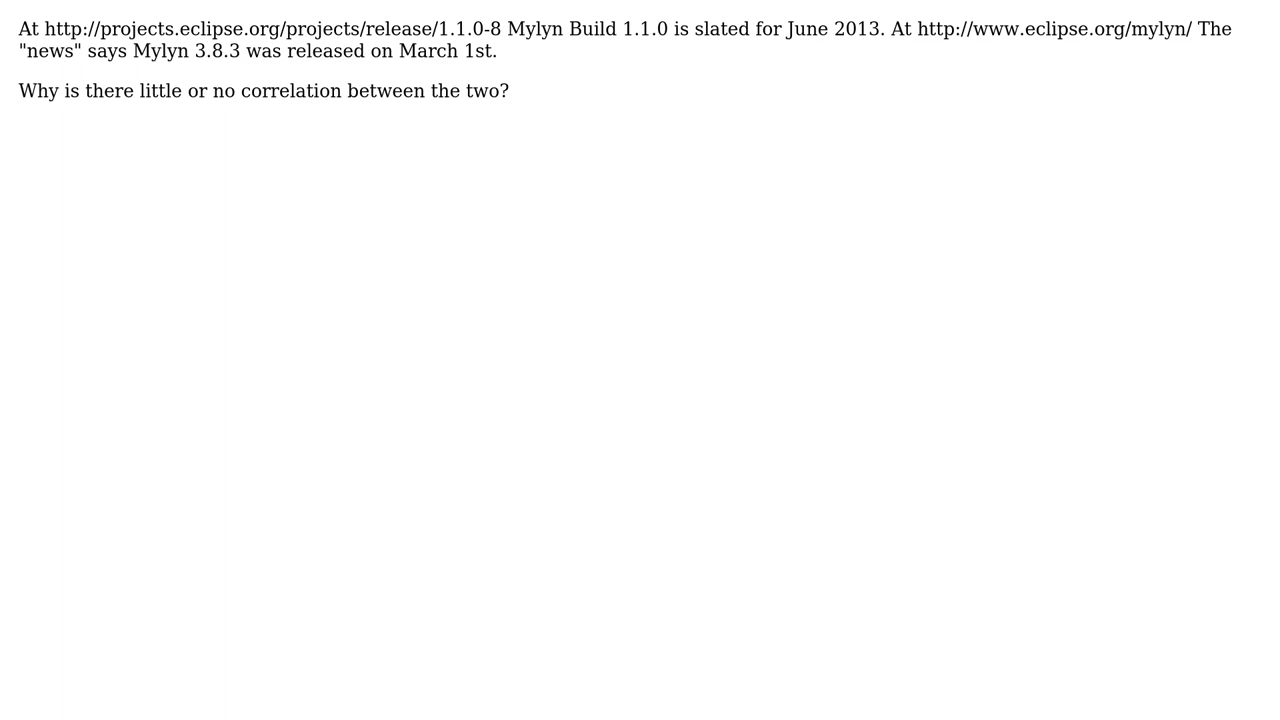 At http://projects.eclipse.org/projects/release/1.1.0-8 Mylyn Build 1.1.0 is slated for June 2013. At http://www.eclipse.org/mylyn/ The
"news" says Mylyn 3.8.3 was released on March 1st.
Why is there little or no correlation between the two?